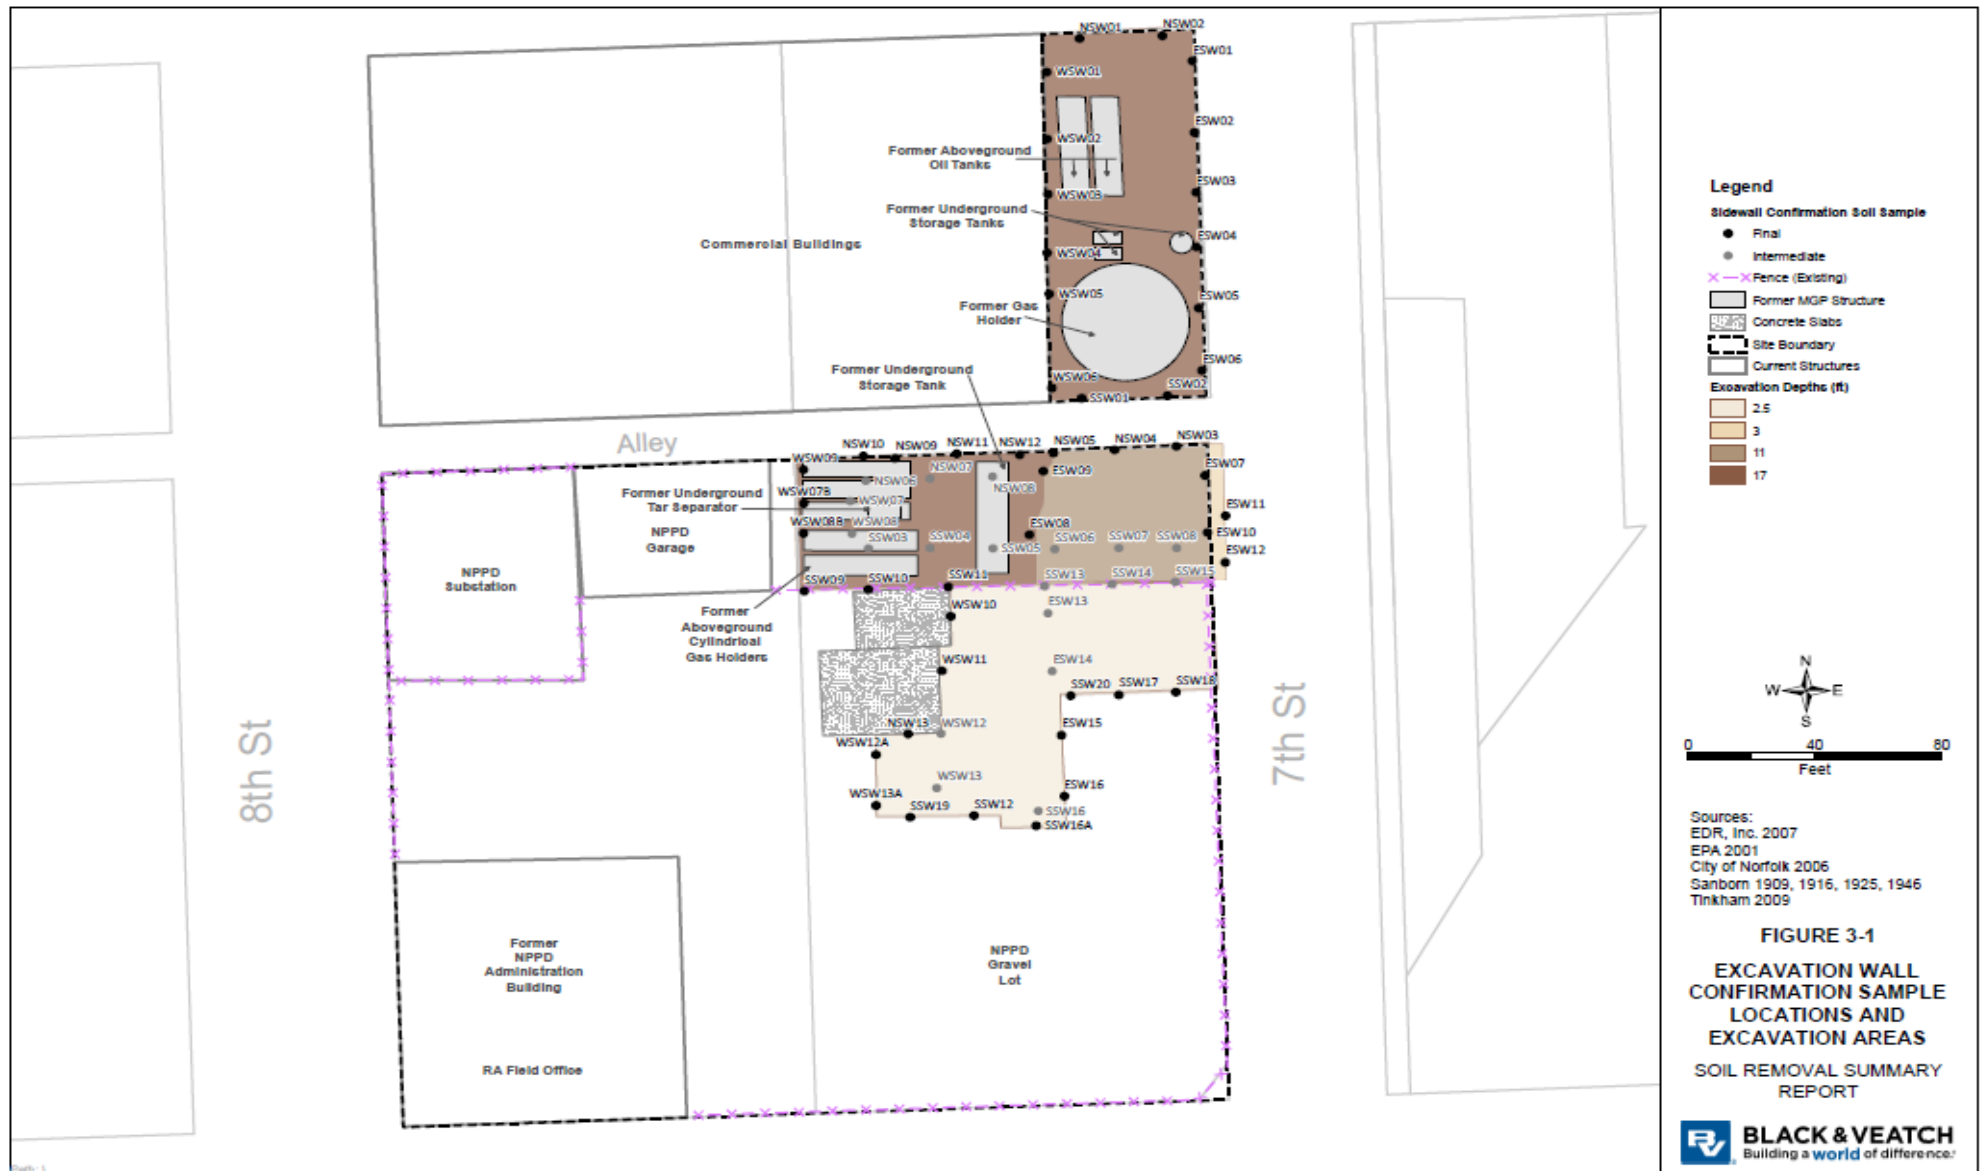 NSW01
NSW02
ESW01
WSW01
ESW02
WSW02
Former Aboveground
Oil Tanks
ESW03
WSW03
Former Underground
Storage Tanks
ESW04
WSW04
Commercial Buildings
WSW05
ESW05
Former Gas
Holder
ESW06
Former Underground
Storage Tank
WSW06
SSW02
SSW01
Alley
NSW10
NSW09
NSW11
NSW12
NSW05
NSW04
NSW03
WSW09
NSW07
ESW09
ESW07
NSW06
NSW08
Former Underground
Tar Separator
WSW07B
WSW07
ESW11
WSW08B
WSW08
ESW08
ESW10
NPPD
Garage
SSW03
SSW04
SSW05
SSW06
SSW07
SSW08
ESW12
NPPD
Substation
SSW09
SSW10
SSW11
SSW13
SSW14
SSW15
WSW10
ESW13
Former
Aboveground
Cylindrical
Gas Holders
WSW11
ESW14
SSW20
SSW17
SSW18
NSW13
WSW12
ESW15
WSW12A
WSW13
ESW16
WSW13A
SSW19
SSW12
SSW16
SSW16A
8th St
7th St
Former
NPPD
Administration
Building
RA Field Office
NPPD
Gravel
Lot
Legend
Sidewall Confirmation Soil Sample
Final
Intermediate
Fence (Existing)
Former MGP Structure
Concrete Slabs
Site Boundary
Current Structures
Excavation Depths (ft)
2.5
3
11
17
N
W
E
S
0
40
80
Feet
Sources:
EDR, Inc. 2007
EPA 2001
City of Norfolk 2006
Sanborn 1909, 1916, 1925, 1946
Tinkham 2009
FIGURE 3-1
EXCAVATION WALL
CONFIRMATION SAMPLE
LOCATIONS AND
EXCAVATION AREAS
SOIL REMOVAL SUMMARY
REPORT
BLACK & VEATCH
Building a world of difference.